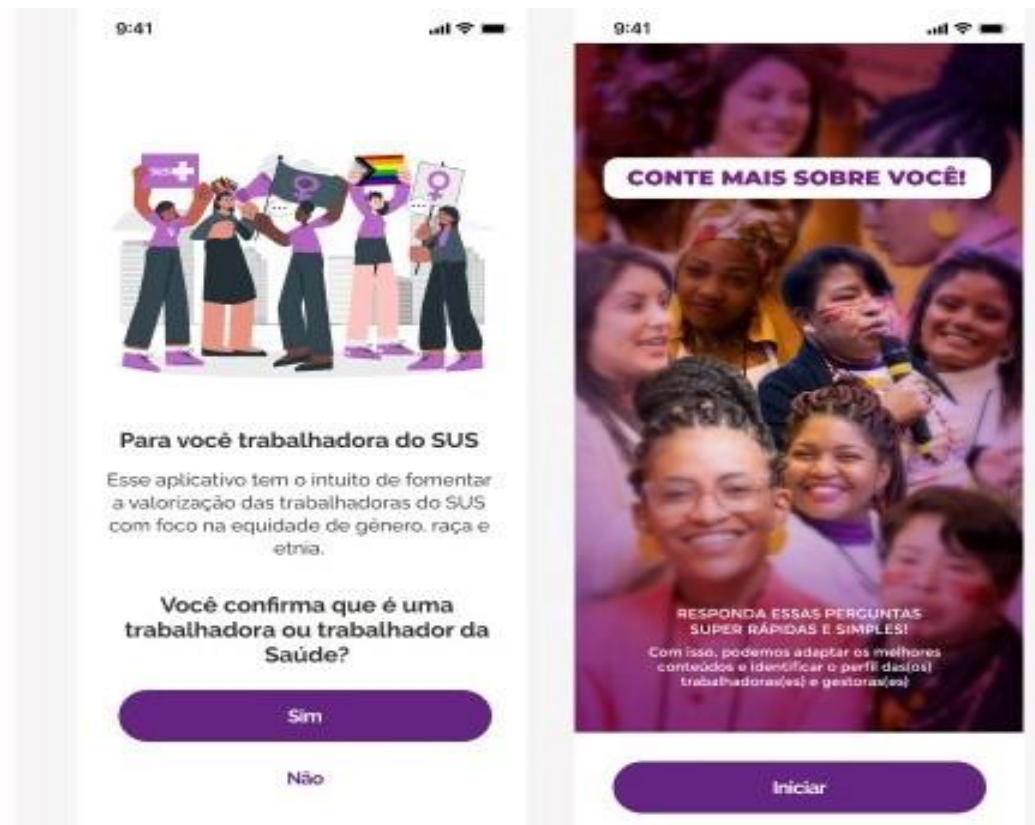 9:41
SUS
Para você trabalhadora do SUS
Esse aplicativo tem o intuito de fomentar
a valorização das trabalhadoras do SUS
com foco na equidade de gênero, raça e
etnia.
Você confirma que é uma
trabalhadora ou trabalhador da
Saúde?
Sim
Não
9:41
CONTE MAIS SOBRE VOCÊ!
RESPONDA ESSAS PERGUNTAS
SUPER RÁPIDAS E SIMPLES!
Com isso, podemos adaptar os melhores
conteúdos e identificar o perfil das(os)
trabalhadoras(es) e gestoras(es)
Iniciar